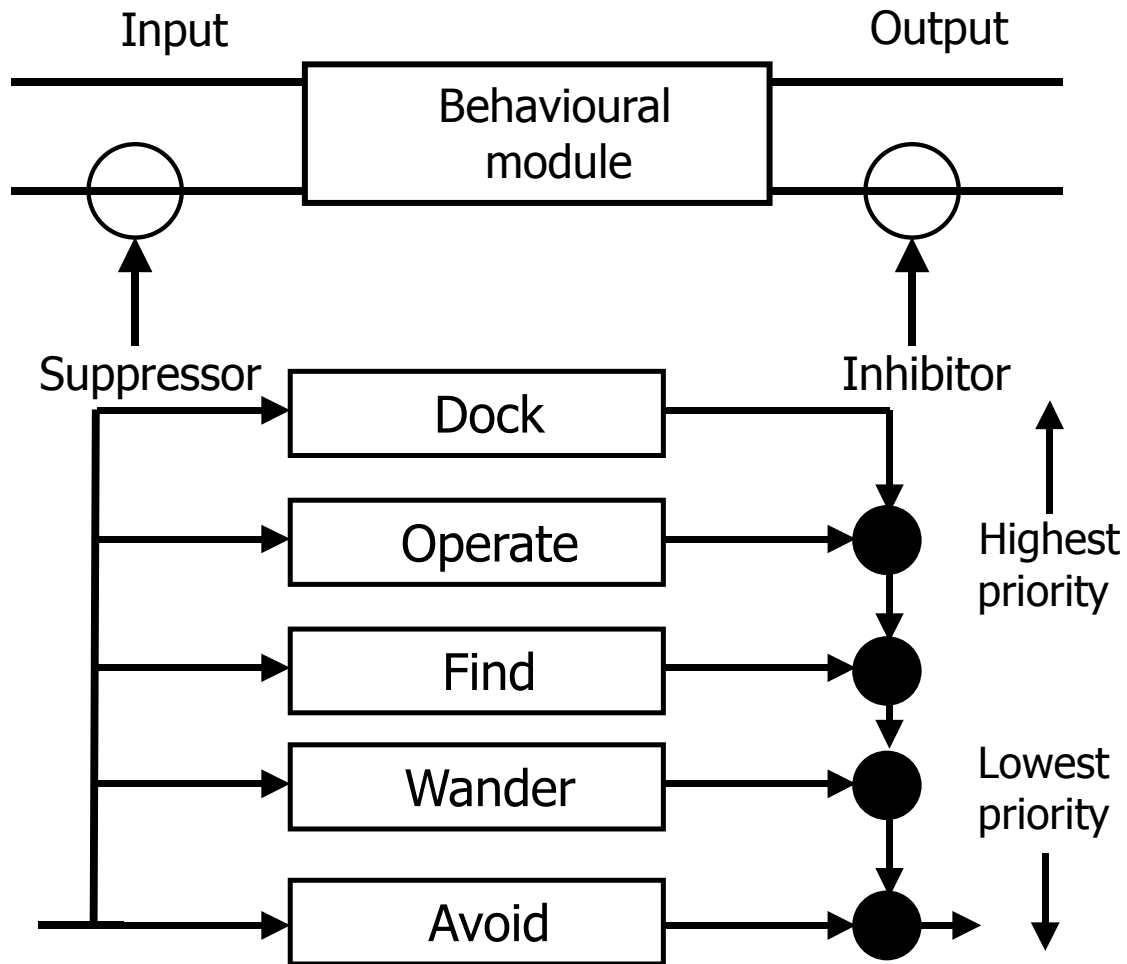 Input
Output
Behavioural
module
Suppressor
Inhibitor
Dock
Operate
Highest
priority
Find
Wander
Lowest
priority
Avoid